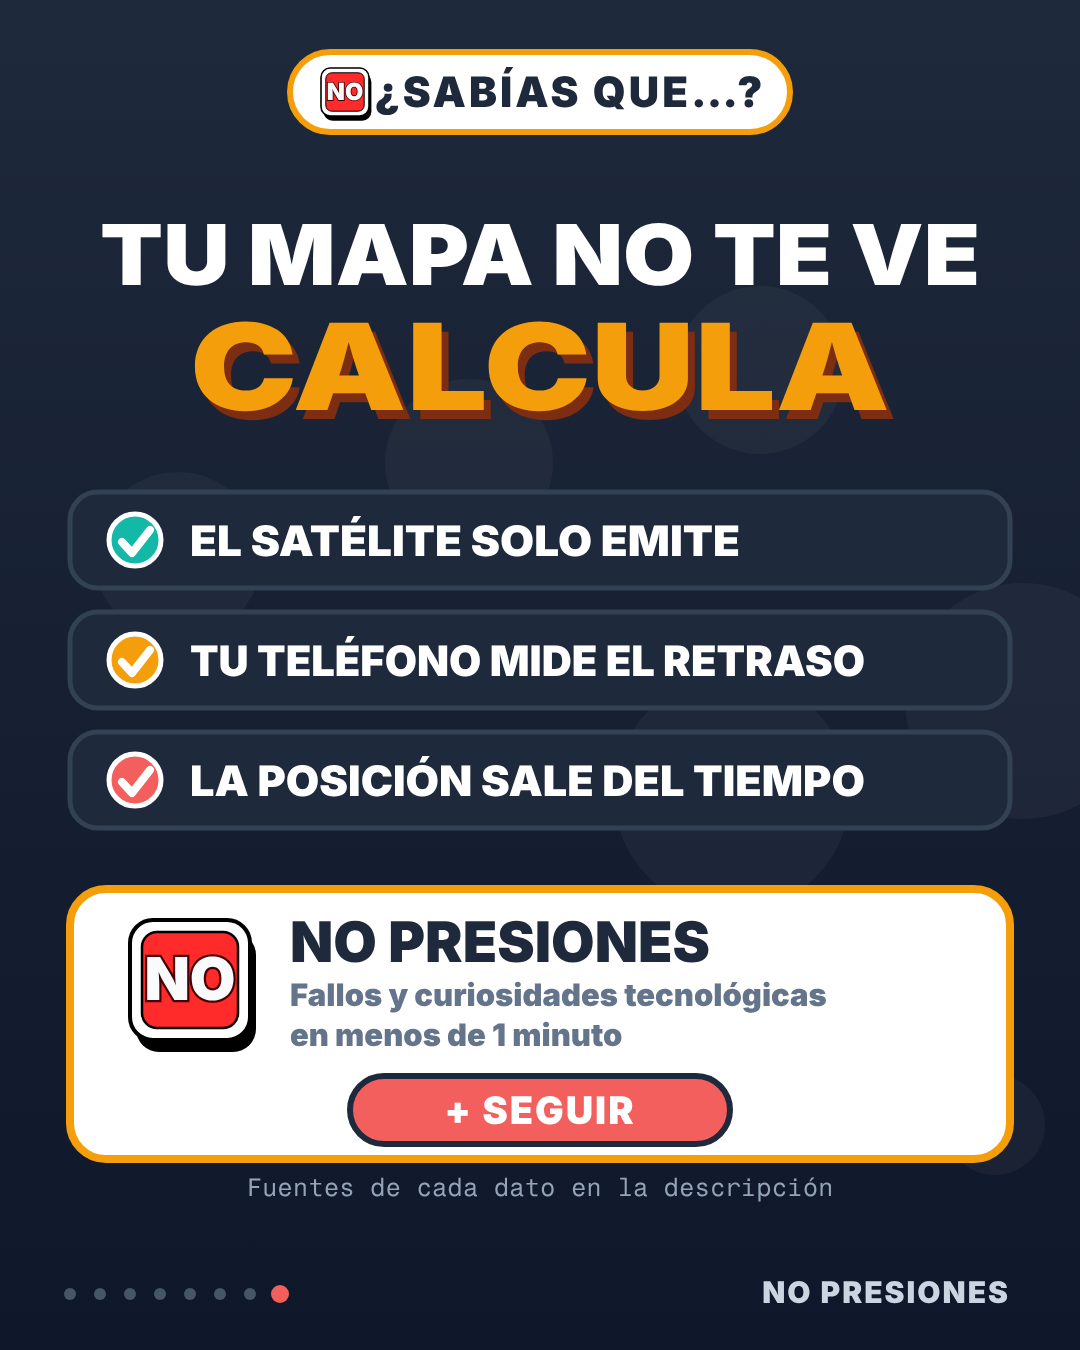 NO ¿SABÍAS QUE...?
TU MAPA NO TE VE
CALCULA
EL SATÉLITE SOLO EMITE
TU TELÉFONO MIDE EL RETRASO
LA POSICIÓN SALE DEL TIEMPO
NO
NO PRESIONES
Fallos y curiosidades tecnológicas
en menos de 1 minuto
+ SEGUIR
Fuentes de cada dato en la descripción
NO PRESIONES